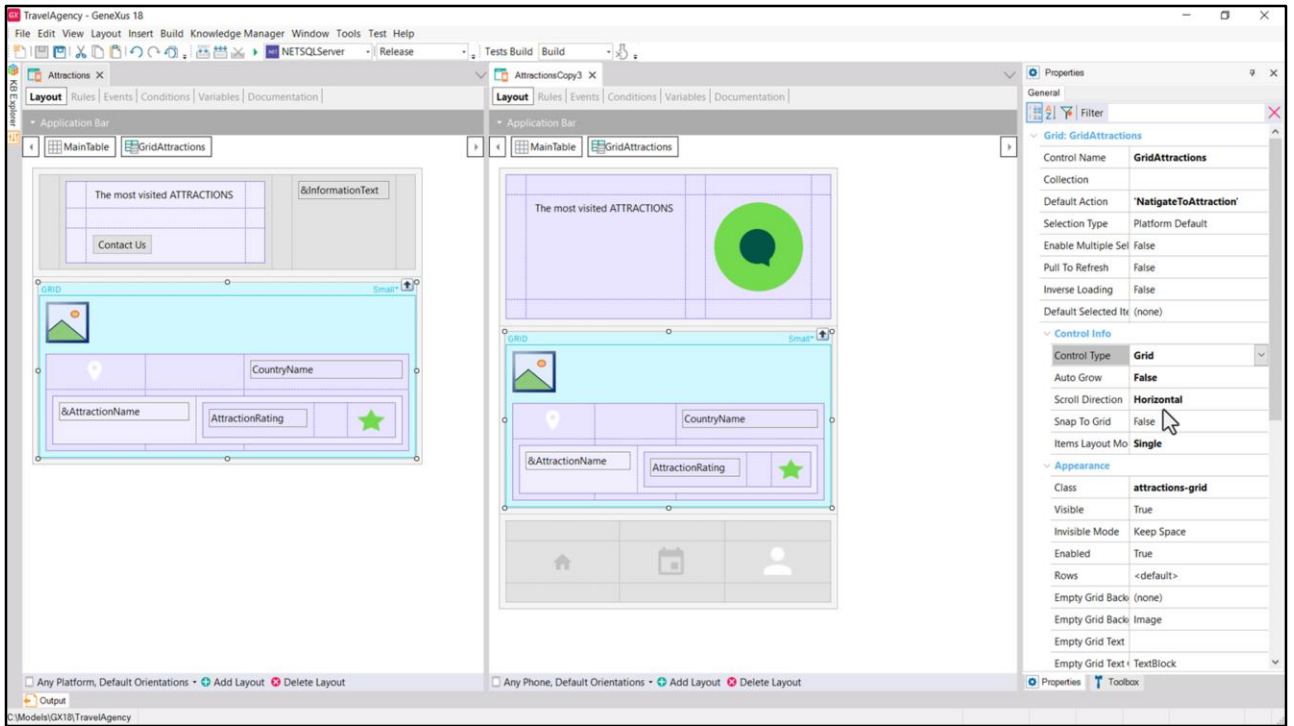 TravelAgency - GeneXus 18
File Edit View Layout Insert Build Knowledge Manager Window Tools Test Help
NETSQLServer Release Tests Build Build
KB Explorer
Attractions
Layout Rules Events Conditions Variables Documentation
Application Bar
MainTable GridAttractions
The most visited ATTRACTIONS
&InformationText
Contact Us
GRID Small*
CountryName
&AttractionName
AttractionRating
Any Platform, Default Orientations Add Layout Delete Layout
AttractionsCopy3
Layout Rules Events Conditions Variables Documentation
Application Bar
MainTable GridAttractions
The most visited ATTRACTIONS
GRID Small*
CountryName
&AttractionName
AttractionRating
Any Phone, Default Orientations Add Layout Delete Layout
Properties
General
Filter
Grid: GridAttractions
Control Name GridAttractions
Collection
Default Action 'NatigateToAttraction'
Selection Type Platform Default
Enable Multiple Sel False
Pull To Refresh False
Inverse Loading False
Default Selected Ite (none)
Control Info
Control Type Grid
Auto Grow False
Scroll Direction Horizontal
Snap To Grid False
Items Layout Mo Single
Appearance
Class attractions-grid
Visible True
Invisible Mode Keep Space
Enabled True
Rows <default>
Empty Grid Back (none)
Empty Grid Back Image
Empty Grid Text
Empty Grid Text TextBlock
Properties Toolbox
Output
C:\Models\GX18\TravelAgency